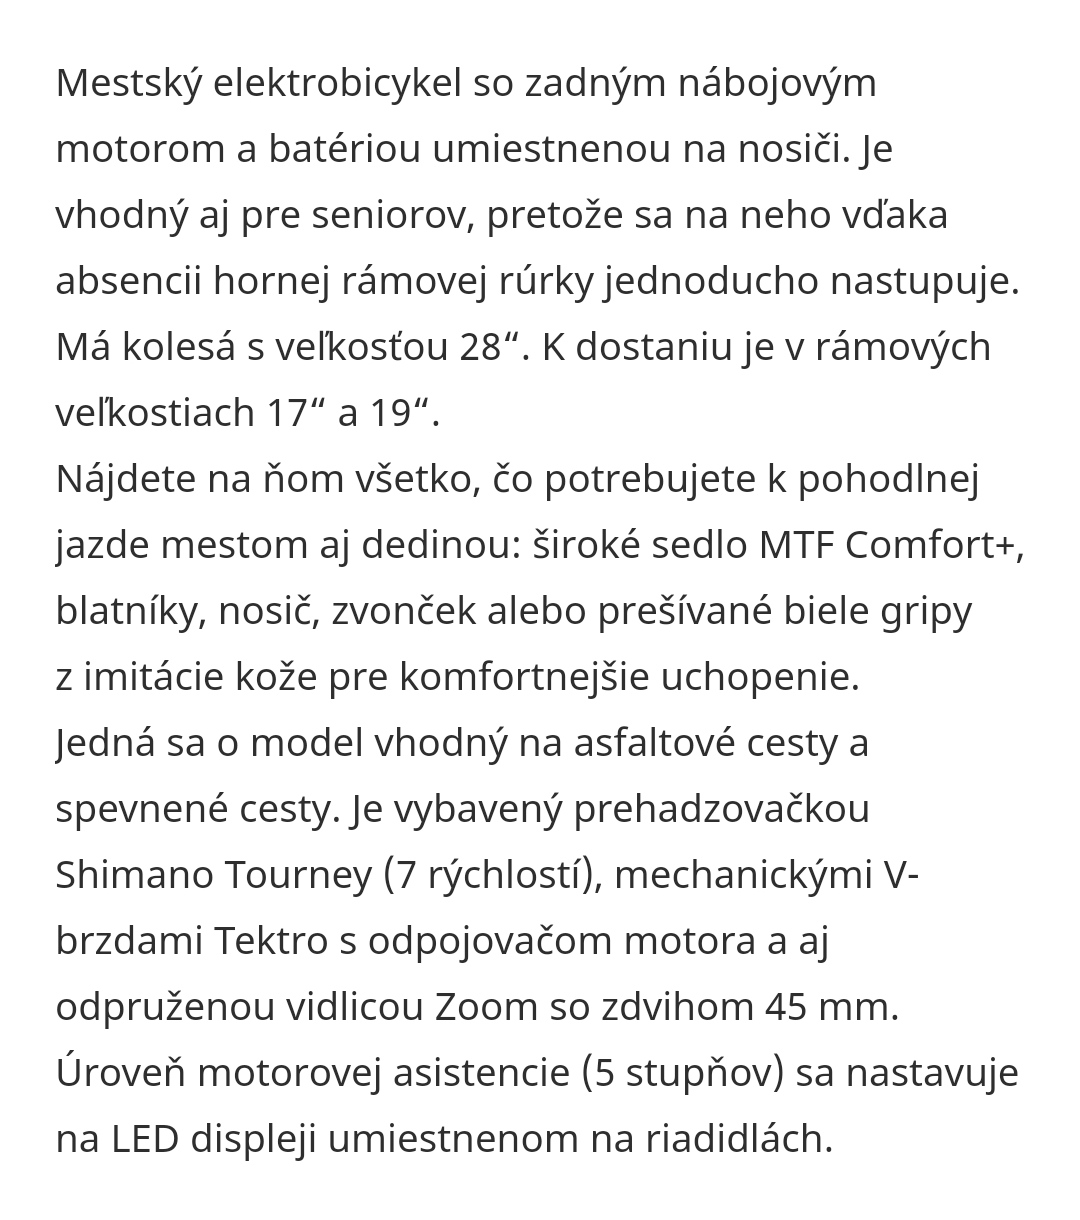 Mestský elektrobicykel so zadným nábojovým
motorom a batériou umiestnenou na nosiči. Je
vhodný aj pre seniorov, pretože sa na neho vďaka
absencii hornej rámovej rúrky jednoducho nastupuje.
Má kolesá s veľkosťou 28“. K dostaniu je v rámových
veľkostiach 17“ a 19“.
Nájdete na ňom všetko, čo potrebujete k pohodlnej
jazde mestom aj dedinou: široké sedlo MTF Comfort+,
blatníky, nosič, zvonček alebo prešívané biele gripy
z imitácie kože pre komfortnejšie uchopenie.
Jedná sa o model vhodný na asfaltové cesty a
spevnené cesty. Je vybavený prehadzovačkou
Shimano Tourney (7 rýchlostí), mechanickými V-
brzdami Tektro s odpojovačom motora a aj
odpruženou vidlicou Zoom so zdvihom 45 mm.
Úroveň motorovej asistencie (5 stupňov) sa nastavuje
na LED displeji umiestnenom na riadidlách.